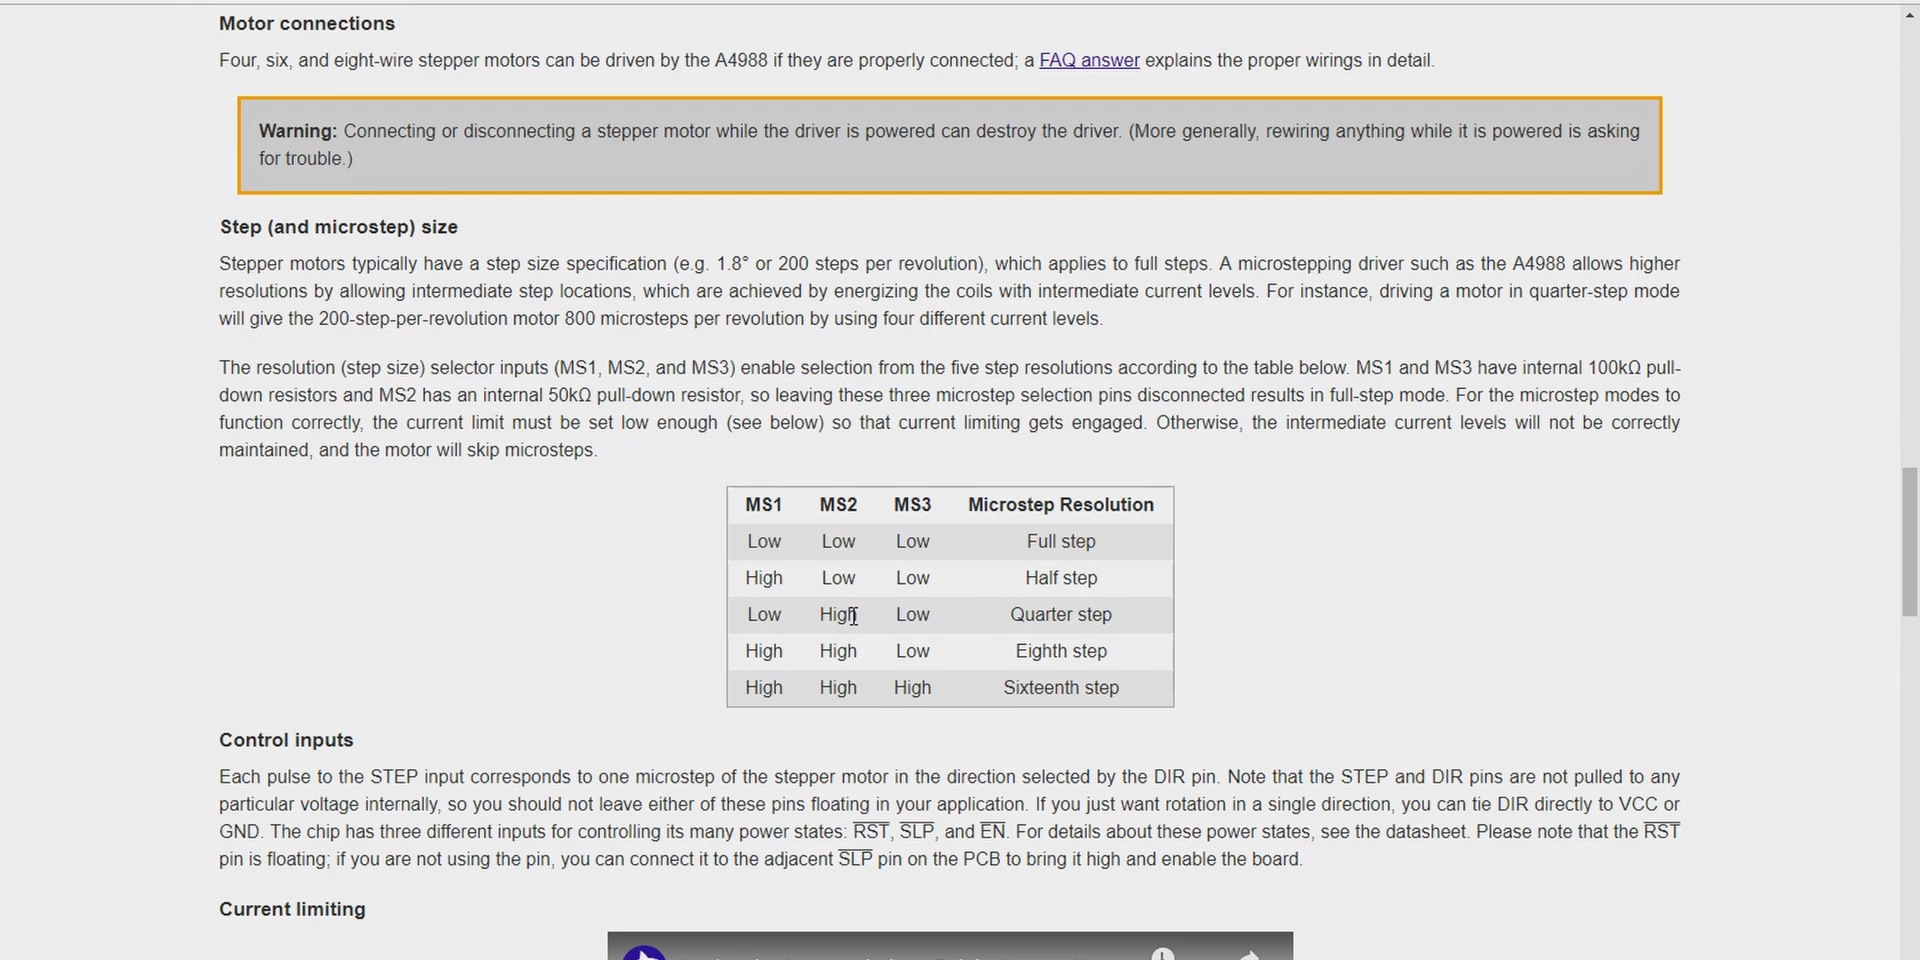 Motor connections
Four, six, and eight-wire stepper motors can be driven by the A4988 if they are properly connected; a FAQ answer explains the proper wirings in detail.
Warning: Connecting or disconnecting a stepper motor while the driver is powered can destroy the driver. (More generally, rewiring anything while it is powered is asking
for trouble.)
Step (and microstep) size
Stepper motors typically have a step size specification (e.g. 1.8° or 200 steps per revolution), which applies to full steps. A microstepping driver such as the A4988 allows higher
resolutions by allowing intermediate step locations, which are achieved by energizing the coils with intermediate current levels. For instance, driving a motor in quarter-step mode
will give the 200-step-per-revolution motor 800 microsteps per revolution by using four different current levels.
The resolution (step size) selector inputs (MS1, MS2, and MS3) enable selection from the five step resolutions according to the table below. MS1 and MS3 have internal 100kΩ pull-
down resistors and MS2 has an internal 50kΩ pull-down resistor, so leaving these three microstep selection pins disconnected results in full-step mode. For the microstep modes to
function correctly, the current limit must be set low enough (see below) so that current limiting gets engaged. Otherwise, the intermediate current levels will not be correctly
maintained, and the motor will skip microsteps.
MS1 MS2 MS3 Microstep Resolution
Low Low Low Full step
High Low Low Half step
Low High Low Quarter step
High High Low Eighth step
High High High Sixteenth step
Control inputs
Each pulse to the STEP input corresponds to one microstep of the stepper motor in the direction selected by the DIR pin. Note that the STEP and DIR pins are not pulled to any
particular voltage internally, so you should not leave either of these pins floating in your application. If you just want rotation in a single direction, you can tie DIR directly to VCC or
GND. The chip has three different inputs for controlling its many power states: RST, SLP, and EN. For details about these power states, see the datasheet. Please note that the RST
pin is floating; if you are not using the pin, you can connect it to the adjacent SLP pin on the PCB to bring it high and enable the board.
Current limiting